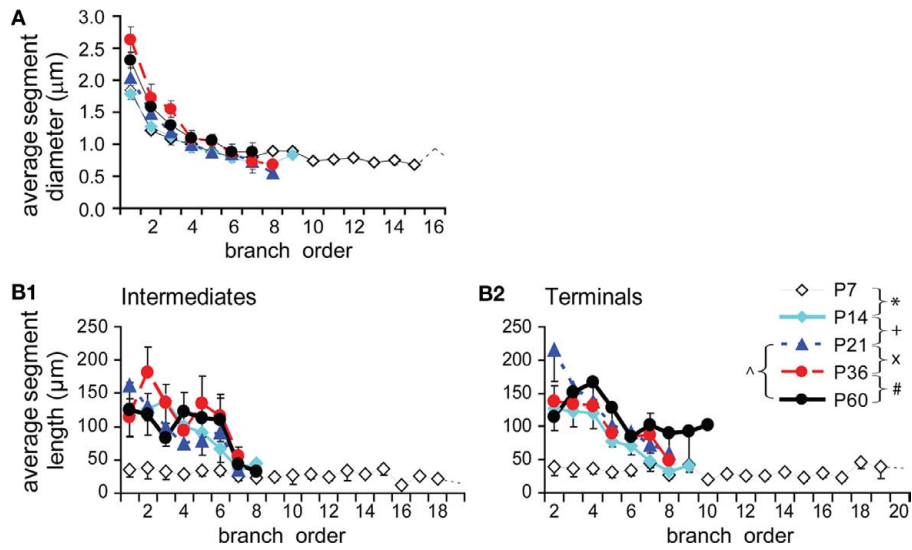 A
3.0
2.5
2.0
1.5
1.0
0.5
0.0
average segment
diameter (μm)
2 4 6 8 10 12 14 16
branch order
B1 Intermediates
250
200
150
100
50
0
average segment
length (μm)
2 4 6 8 10 12 14 16 18
branch order
B2 Terminals
250
200
150
100
50
0
2 4 6 8 10 12 14 16 18 20
branch order
P7
*
P14
+
P21
x
^
P36
#
P60